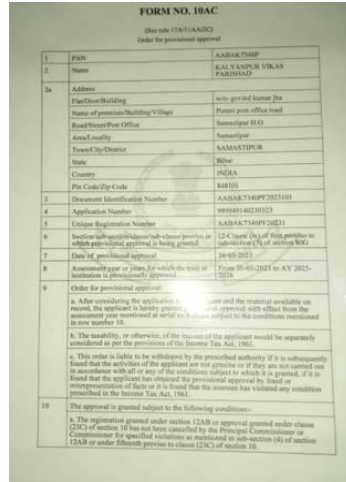 FORM NO. 10AC
(See rule 17A/11AA/2C)
Order for provisional approval
1 PAN AABAK7340P
2 Name KALYANPUR VIKAS
PARISHAD
2a Address
Flat/Door/Building w/o- govind kumar jha
Name of premises/Building/Village Potani post office road
Road/Street/Post Office Samastipur H.O
Area/Locality Samastipur
Town/City/District SAMASTIPUR
State Bihar
Country INDIA
Pin Code/Zip Code 848101
3 Document Identification Number AABAK7340PF2023101
4 Application Number 989949140230323
5 Unique Registration Number AABAK7340PF20231
6 Section/sub-section/clause/sub-clause/proviso in
which provisional approval is being granted
12-Clause (iv) of first proviso to
sub-section (5) of section 80G
7 Date of provisional approval 30-03-2023
8 Assessment year or years for which the trust or
institution is provisionally approved
From 30-03-2023 to AY 2025-
2026
9 Order for provisional approval:
a. After considering the application of the applicant and the material available on
record, the applicant is hereby granted provisional approval with effect from the
assessment year mentioned at serial no 8 above subject to the conditions mentioned
in row number 10.
b. The taxability, or otherwise, of the income of the applicant would be separately
considered as per the provisions of the Income Tax Act, 1961.
c. This order is liable to be withdrawn by the prescribed authority if it is subsequently
found that the activities of the applicant are not genuine or if they are not carried out
in accordance with all or any of the conditions subject to which it is granted, if it is
found that the applicant has obtained the provisional approval by fraud or
misrepresentation of facts or it is found that the assessee has violated any condition
prescribed in the Income Tax Act, 1961.
10 The approval is granted subject to the following conditions:-
a. The registration granted under section 12AB or approval granted under clause
(23C) of section 10 has not been cancelled by the Principal Commissioner or
Commissioner for specified violations as mentioned in sub-section (4) of section
12AB or under fifteenth proviso to clause (23C) of section 10.